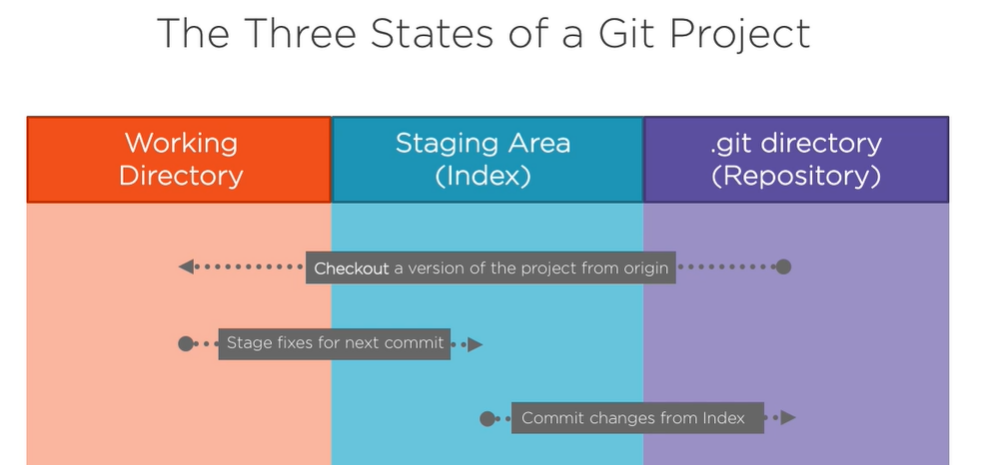 The Three States of a Git Project
Working
Directory
Staging Area
(Index)
.git directory
(Repository)
Checkout a version of the project from origin
Stage fixes for next commit
Commit changes from Index